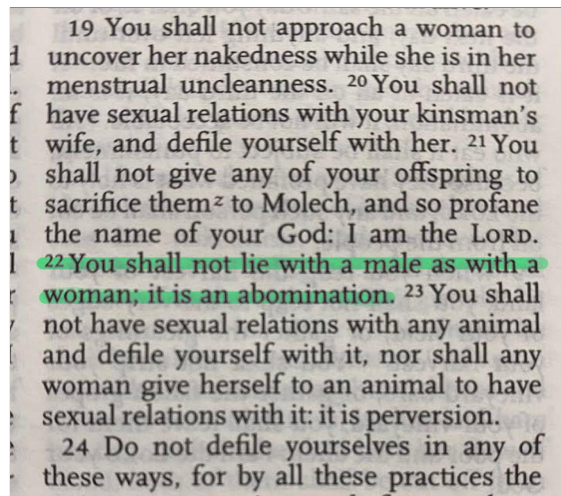 19 You shall not approach a woman to
uncover her nakedness while she is in her
menstrual uncleanness. 20 You shall not
have sexual relations with your kinsman's
wife, and defile yourself with her. 21 You
shall not give any of your offspring to
sacrifice them z to Molech, and so profane
the name of your God: I am the LORD.
22 You shall not lie with a male as with a
woman; it is an abomination. 23 You shall
not have sexual relations with any animal
and defile yourself with it, nor shall any
woman give herself to an animal to have
sexual relations with it: it is perversion.
24 Do not defile yourselves in any of
these ways, for by all these practices the